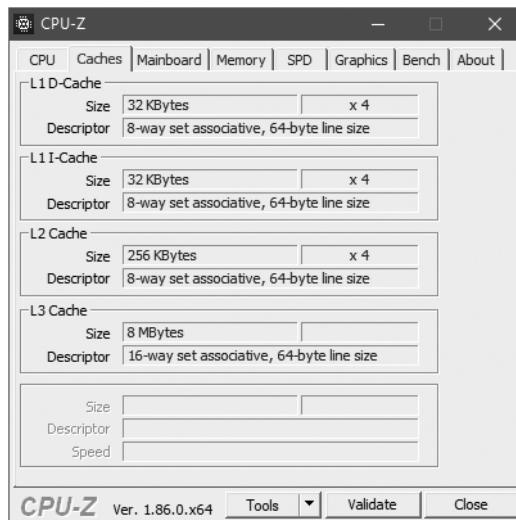 CPU-Z
CPU Caches Mainboard Memory SPD Graphics Bench About
L1 D-Cache
Size 32 KBytes x 4
Descriptor 8-way set associative, 64-byte line size
L1 I-Cache
Size 32 KBytes x 4
Descriptor 8-way set associative, 64-byte line size
L2 Cache
Size 256 KBytes x 4
Descriptor 8-way set associative, 64-byte line size
L3 Cache
Size 8 MBytes
Descriptor 16-way set associative, 64-byte line size
Size
Descriptor
Speed
CPU-Z Ver. 1.86.0.x64 Tools Validate Close